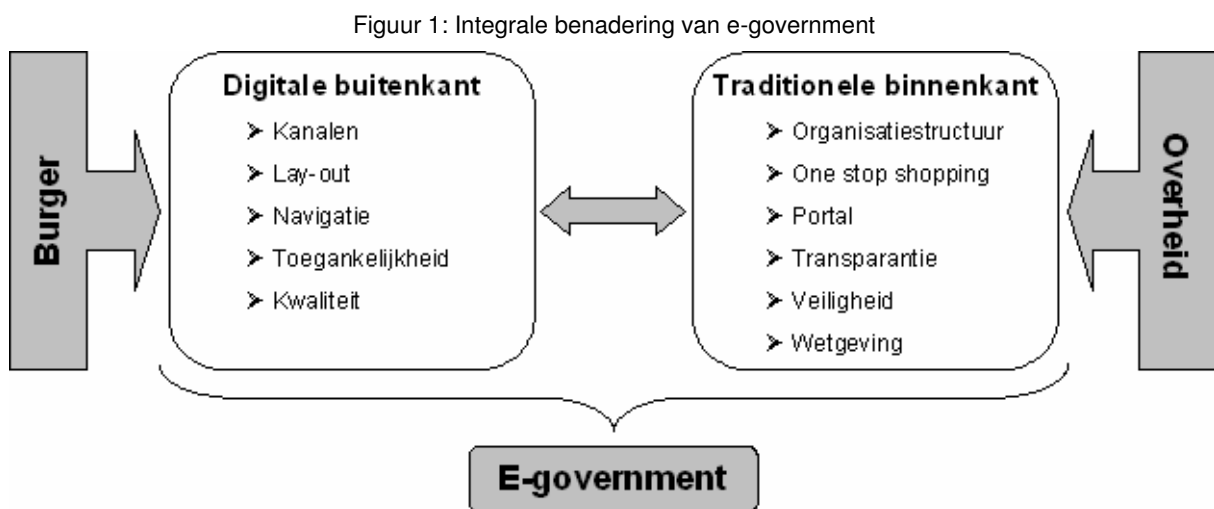 Figuur 1: Integrale benadering van e-government
Burger
Digitale buitenkant
➢ Kanalen
➢ Lay-out
➢ Navigatie
➢ Toegankelijkheid
➢ Kwaliteit
Traditionele binnenkant
➢ Organisatiestructuur
➢ One stop shopping
➢ Portal
➢ Transparantie
➢ Veiligheid
➢ Wetgeving
Overheid
E-government